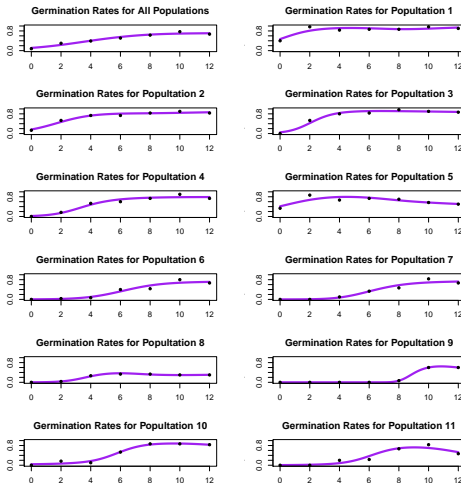 Germination Rates for All Populations
0.0 0.8
0 2 4 6 8 10 12
Germination Rates for Popultation 1
0.0 0.8
0 2 4 6 8 10 12
Germination Rates for Popultation 2
0.0 0.8
0 2 4 6 8 10 12
Germination Rates for Popultation 3
0.0 0.8
0 2 4 6 8 10 12
Germination Rates for Popultation 4
0.0 0.8
0 2 4 6 8 10 12
Germination Rates for Popultation 5
0.0 0.8
0 2 4 6 8 10 12
Germination Rates for Popultation 6
0.0 0.8
0 2 4 6 8 10 12
Germination Rates for Popultation 7
0.0 0.8
0 2 4 6 8 10 12
Germination Rates for Popultation 8
0.0 0.8
0 2 4 6 8 10 12
Germination Rates for Popultation 9
0.0 0.8
0 2 4 6 8 10 12
Germination Rates for Popultation 10
0.0 0.8
0 2 4 6 8 10 12
Germination Rates for Popultation 11
0.0 0.8
0 2 4 6 8 10 12